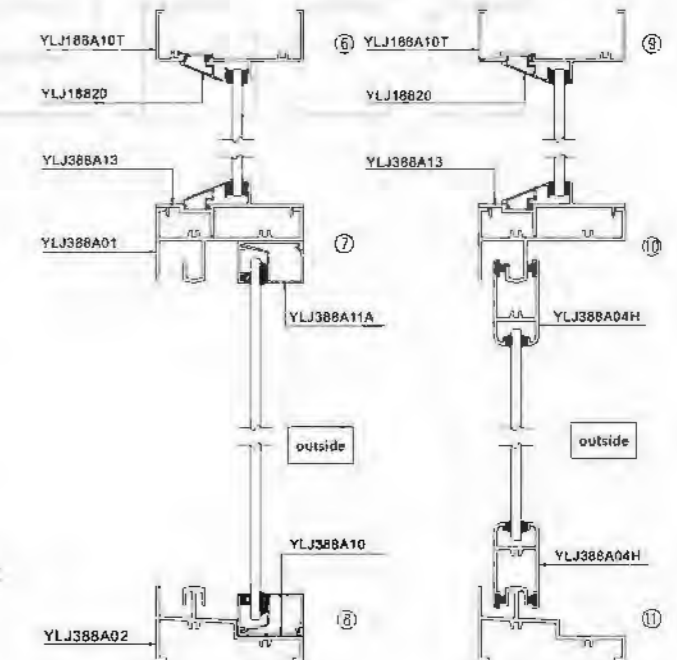 YLJ188A10T
⑥
YLJ18820
YLJ388A13
YLJ388A01
⑦
YLJ388A11A
outside
YLJ388A10
⑧
YLJ388A02
YLJ188A10T
⑨
YLJ18820
YLJ388A13
⑩
YLJ388A04H
outside
YLJ388A04H
⑪